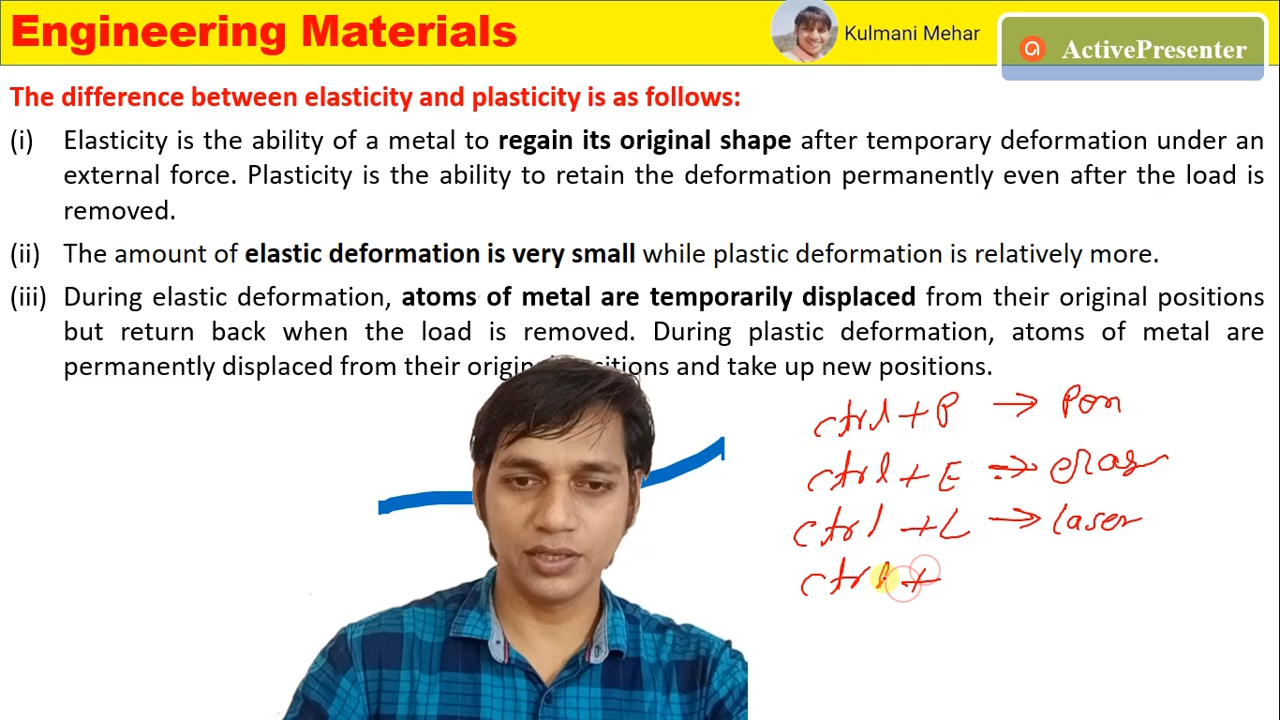 Engineering Materials
Kulmani Mehar
ActivePresenter
The difference between elasticity and plasticity is as follows:
(i) Elasticity is the ability of a metal to regain its original shape after temporary deformation under an
external force. Plasticity is the ability to retain the deformation permanently even after the load is
removed.
(ii) The amount of elastic deformation is very small while plastic deformation is relatively more.
(iii) During elastic deformation, atoms of metal are temporarily displaced from their original positions
but return back when the load is removed. During plastic deformation, atoms of metal are
permanently displaced from their and take up new positions.
ctrl + P → Pen
ctrl + E →
ctrl + L → laser
ctrl +